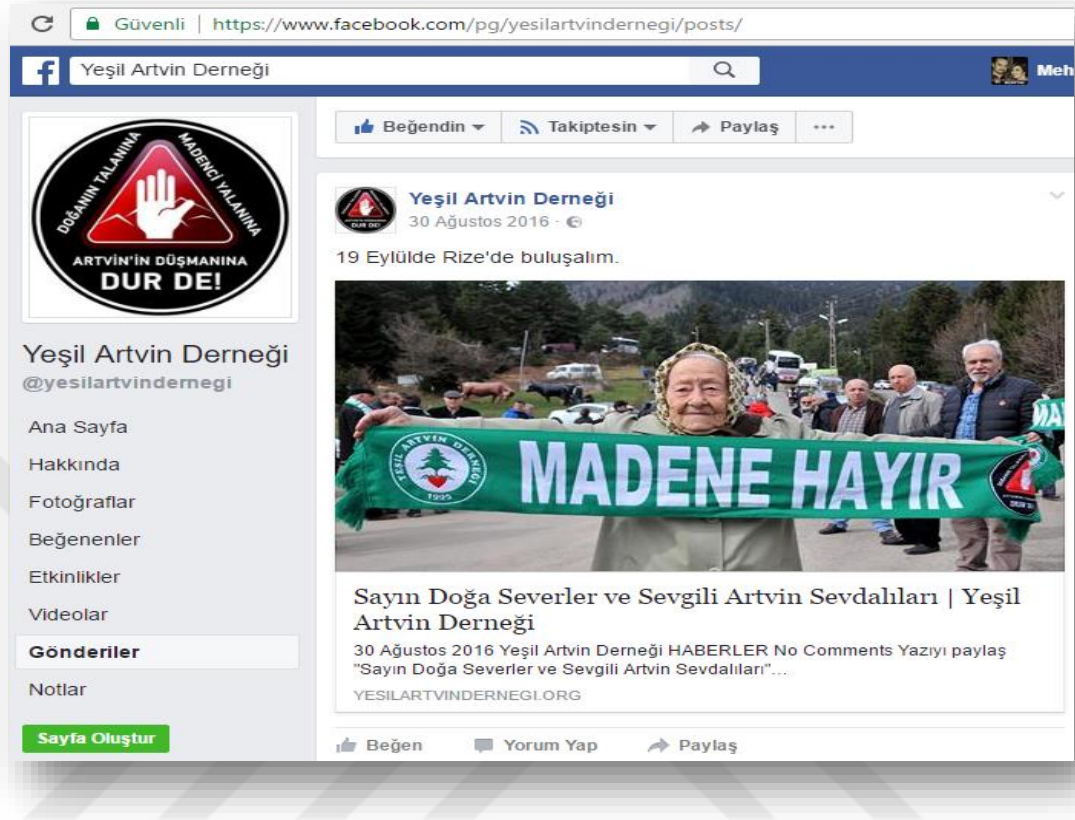 Güvenli | https://www.facebook.com/pg/yesilartvindernegi/posts/
Yeşil Artvin Derneği
Meh
DOĞANIN TALANINA
MADENCİ YALANINA
ARTVİN'İN DÜŞMANINA
DUR DE!
Yeşil Artvin Derneği
@yesilartvindernegi
Ana Sayfa
Hakkında
Fotoğraflar
Beğenenler
Etkinlikler
Videolar
Gönderiler
Notlar
Sayfa Oluştur
Beğendin
Takiptesin
Paylaş
Yeşil Artvin Derneği
30 Ağustos 2016
19 Eylülde Rize'de buluşalım.
YEŞİL ARTVİN DERNEĞİ
1995
MADENE HAYIR
DUR DE!
MA
Sayın Doğa Severler ve Sevgili Artvin Sevdalıları | Yeşil
Artvin Derneği
30 Ağustos 2016 Yeşil Artvin Derneği HABERLER No Comments Yazıyı paylaş
"Sayın Doğa Severler ve Sevgili Artvin Sevdalıları"...
YESILARTVINDERNEGI.ORG
Beğen
Yorum Yap
Paylaş